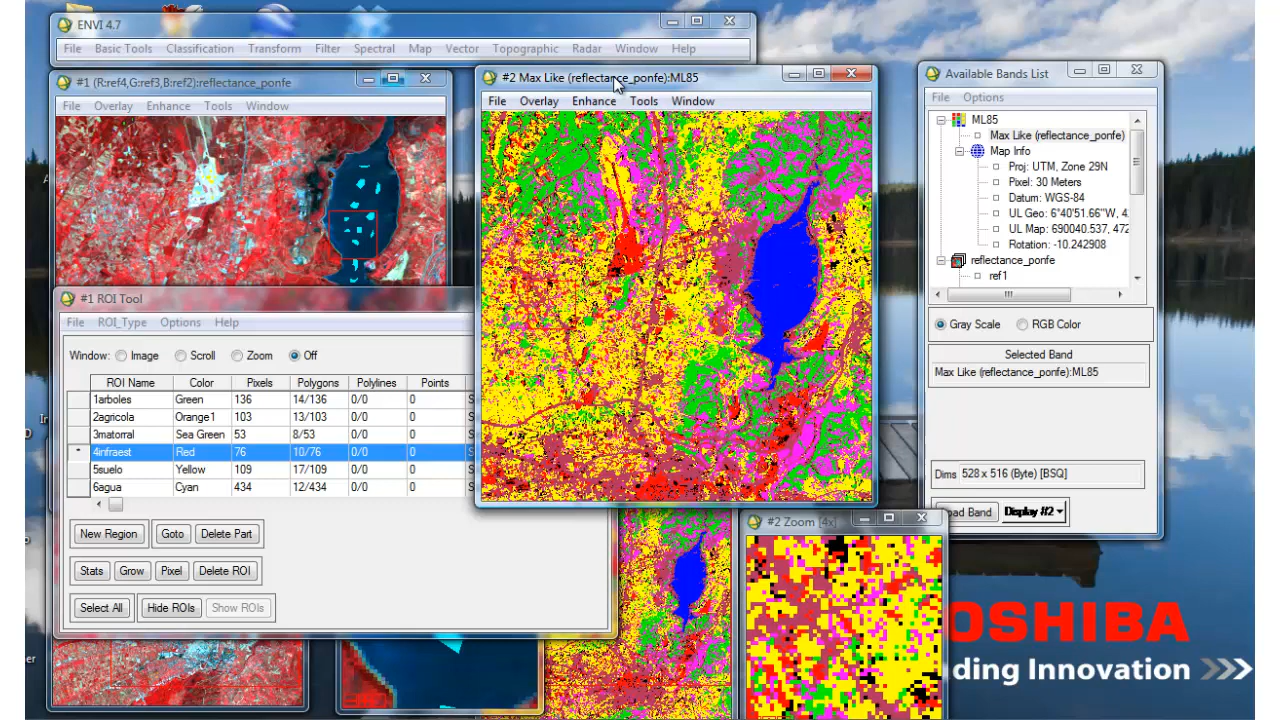 ENVI 4.7
File Basic Tools Classification Transform Filter Spectral Map Vector Topographic Radar Window Help
#1 (R:ref4,G:ref3,B:ref2):reflectance_ponfe
File Overlay Enhance Tools Window
#2 Max Like (reflectance_ponfe):ML85
File Overlay Enhance Tools Window
Available Bands List
File Options
ML85
Max Like (reflectance_ponfe)
Map Info
Proj: UTM, Zone 29N
Pixel: 30 Meters
Datum: WGS-84
UL Geo: 6°40'51.66"W, 4
UL Map: 690040.537, 472
Rotation: -10.242908
reflectance_ponfe
ref1
Gray Scale RGB Color
Selected Band
Max Like (reflectance_ponfe):ML85
Dims 528 x 516 (Byte) [BSQ]
oad Band Display #2
#1 ROI Tool
File ROI_Type Options Help
Window: Image Scroll Zoom Off
ROI Name Color Pixels Polygons Polylines Points
1arboles Green 136 14/136 0/0 0
2agricola Orange1 103 13/103 0/0 0
3matorral Sea Green 53 8/53 0/0 0
4infraest Red 76 10/76 0/0 0
5suelo Yellow 109 17/109 0/0 0
6agua Cyan 434 12/434 0/0 0
New Region Goto Delete Part
Stats Grow Pixel Delete ROI
Select All Hide ROIs Show ROIs
#2 Zoom [4x]
OSHIBA
ding Innovation